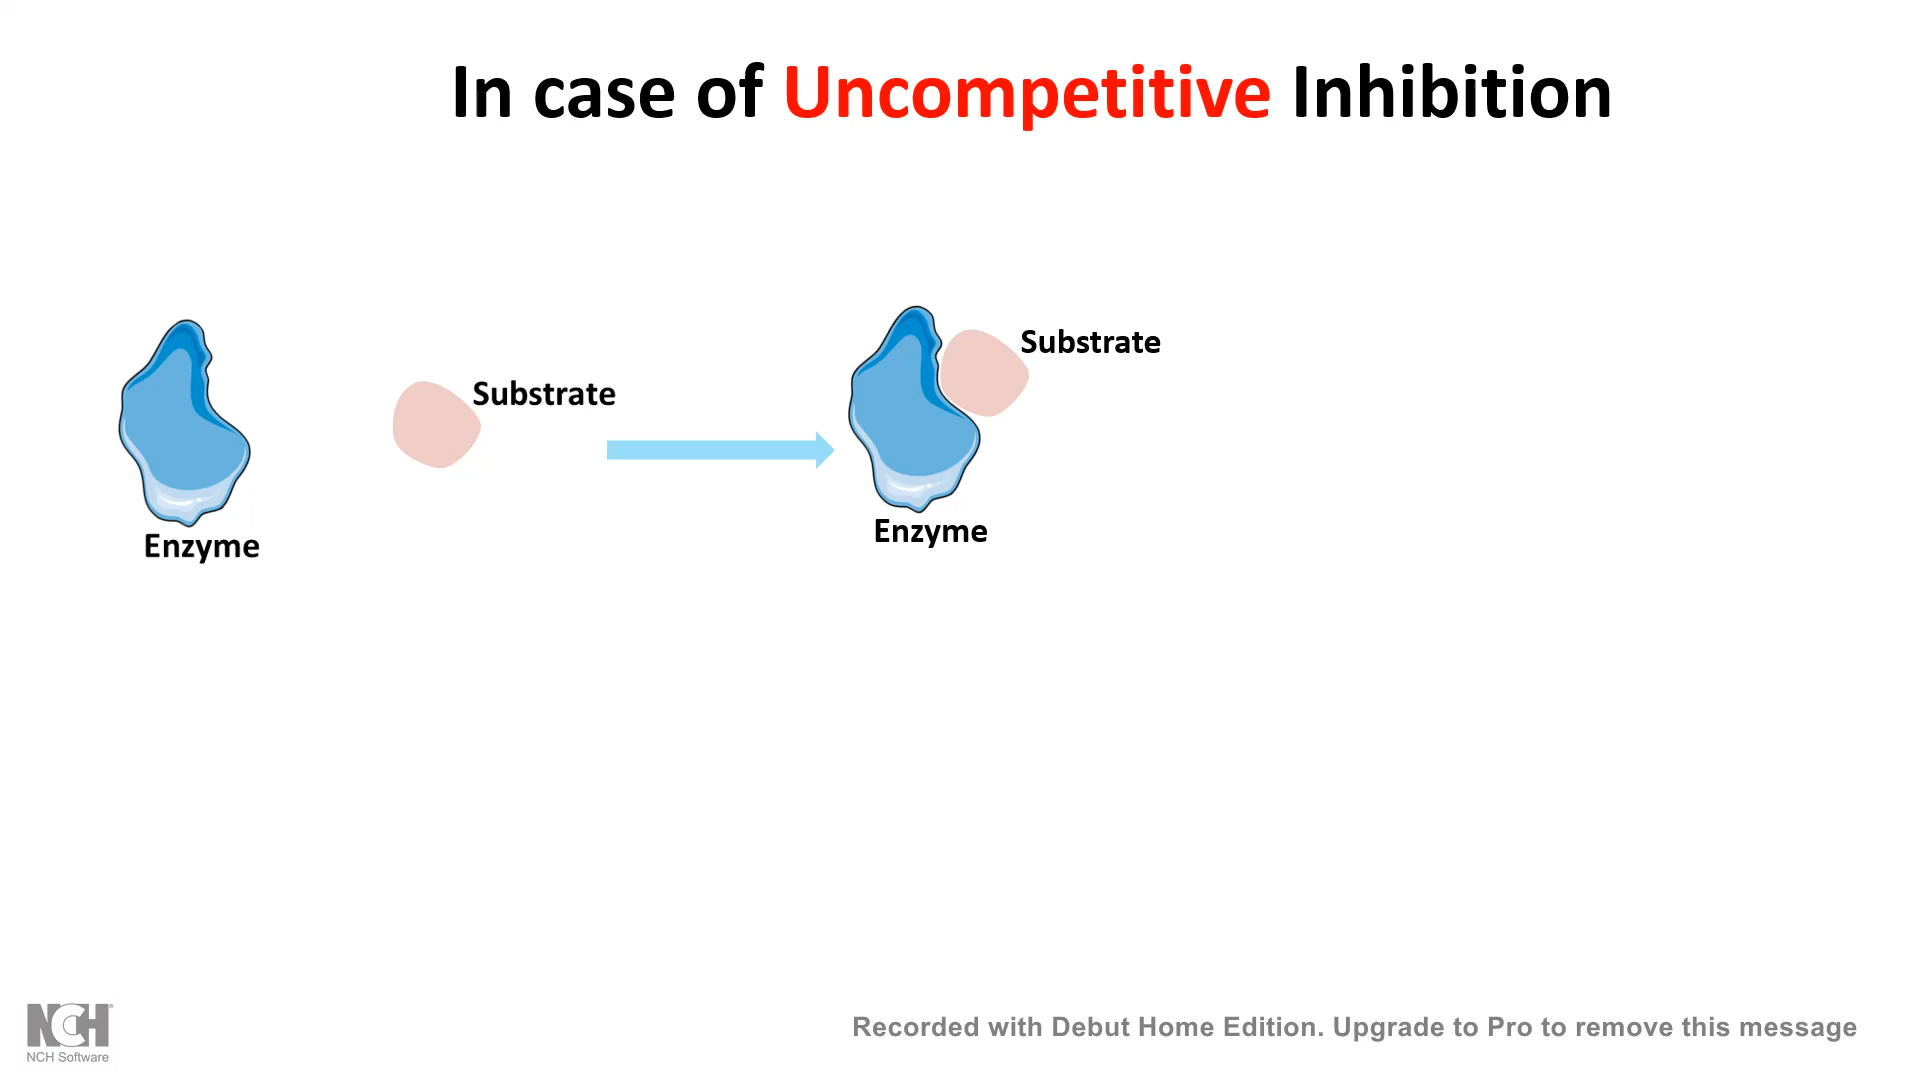 In case of Uncompetitive Inhibition
Substrate
Substrate
Enzyme
Enzyme
NCH
NCH Software
Recorded with Debut Home Edition. Upgrade to Pro to remove this message